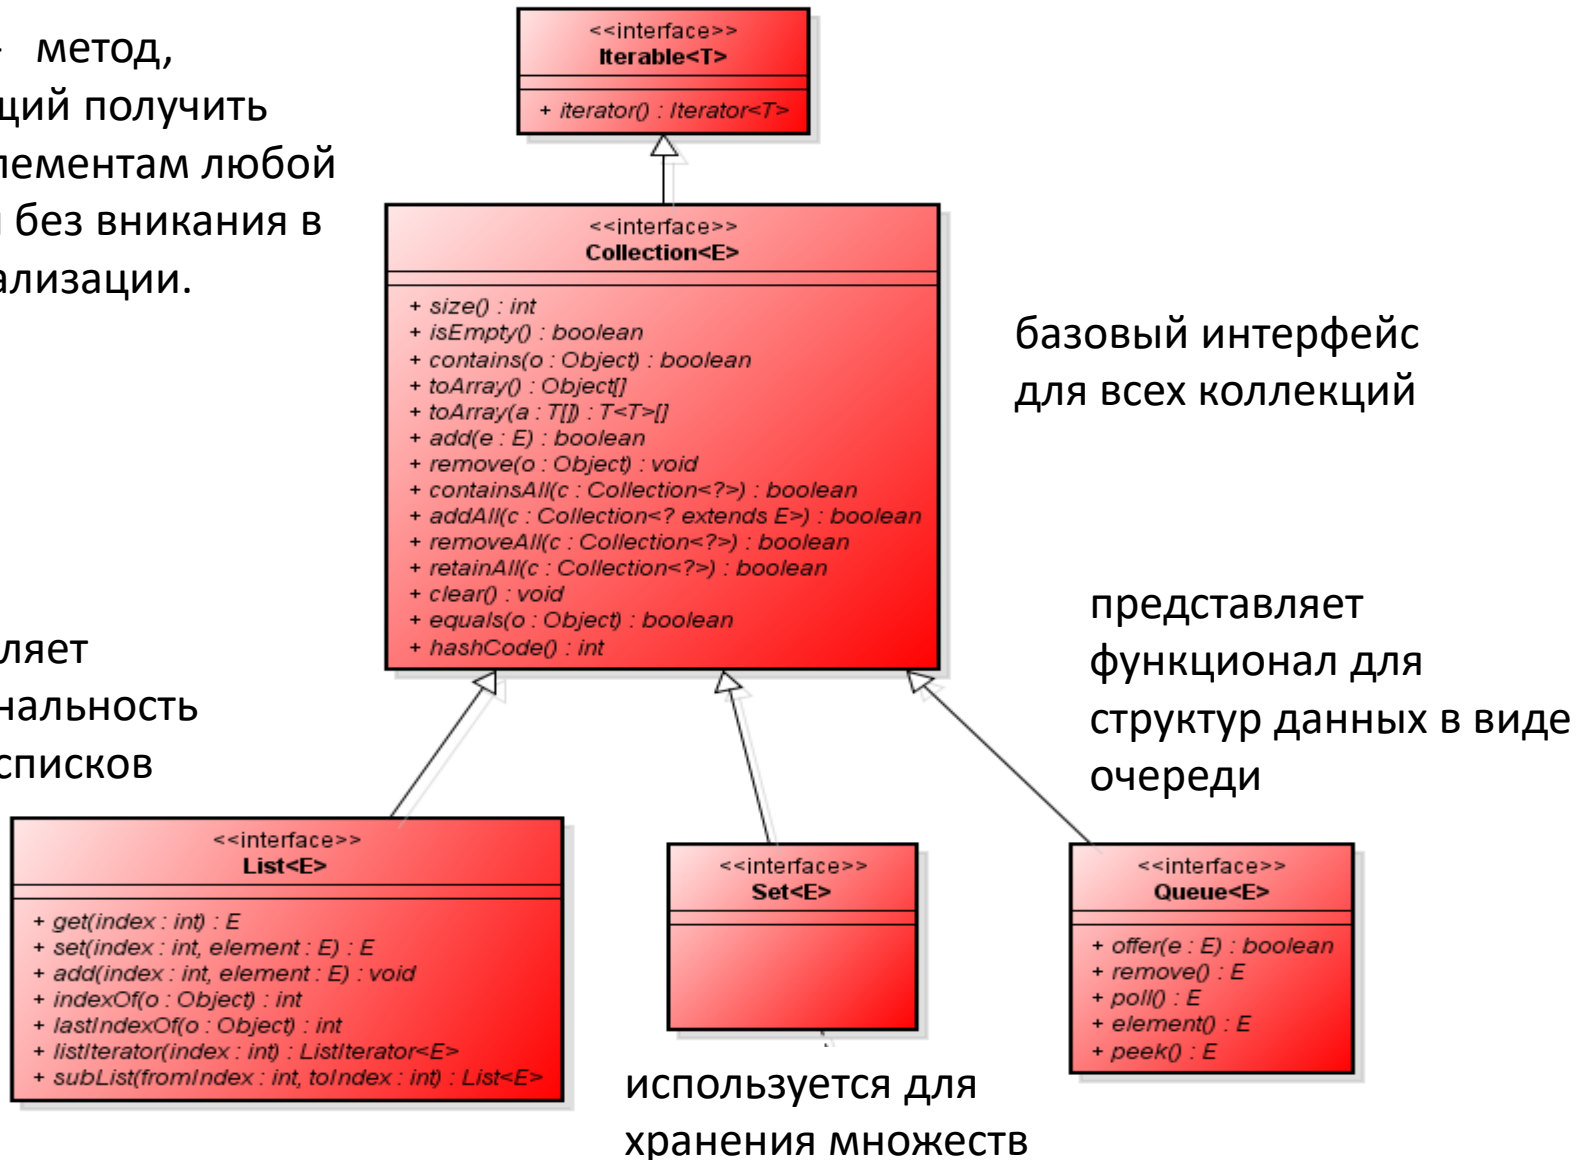 метод,
получить
любой
без вникания в
<<interface>>
Iterable<T>
+ iterator() : Iterator<T>
<<interface>>
Collection<E>
+ size() : int
+ isEmpty() : boolean
+ contains(o : Object) : boolean
+ toArray() : Object[]
+ toArray(a : T[]) : T<T>[]
+ add(e : E) : boolean
+ remove(o : Object) : void
+ containsAll(c : Collection<?>) : boolean
+ addAll(c : Collection<? extends E>) : boolean
+ removeAll(c : Collection<?>) : boolean
+ retainAll(c : Collection<?>) : boolean
+ clear() : void
+ equals(o : Object) : boolean
+ hashCode() : int
базовый интерфейс
для всех коллекций
списков
представляет
функционал для
структур данных в виде
очереди
<<interface>>
List<E>
+ get(index : int) : E
+ set(index : int, element : E) : E
+ add(index : int, element : E) : void
+ indexOf(o : Object) : int
+ lastIndexOf(o : Object) : int
+ listIterator(index : int) : ListIterator<E>
+ subList(fromIndex : int, toIndex : int) : List<E>
<<interface>>
Set<E>
<<interface>>
Queue<E>
+ offer(e : E) : boolean
+ remove() : E
+ poll() : E
+ element() : E
+ peek() : E
используется для
хранения множеств